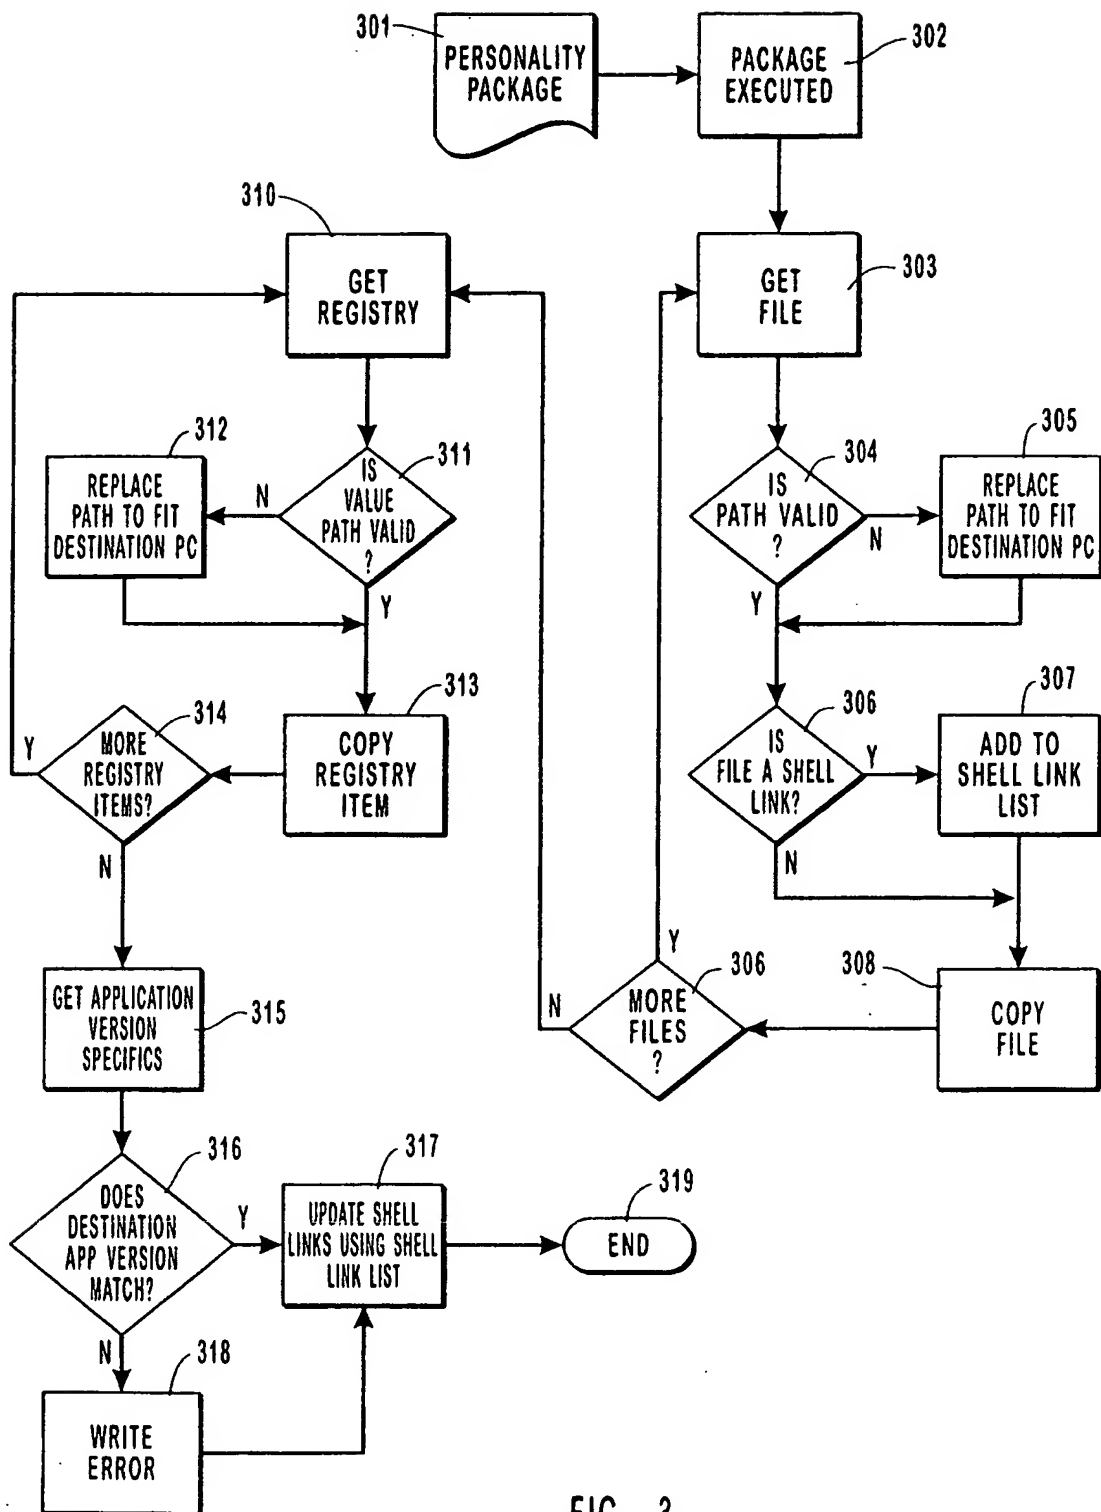 301
PERSONALITY
PACKAGE
302
PACKAGE
EXECUTED
303
GET
FILE
304
IS
PATH VALID
?
N
Y
305
REPLACE
PATH TO FIT
DESTINATION PC
306
IS
FILE A SHELL
LINK?
Y
N
307
ADD TO
SHELL LINK
LIST
308
COPY
FILE
306
MORE
FILES
?
Y
N
310
GET
REGISTRY
311
IS
VALUE
PATH VALID
?
N
Y
312
REPLACE
PATH TO FIT
DESTINATION PC
313
COPY
REGISTRY
ITEM
314
MORE
REGISTRY
ITEMS?
Y
N
315
GET APPLICATION
VERSION
SPECIFICS
316
DOES
DESTINATION
APP VERSION
MATCH?
Y
N
317
UPDATE SHELL
LINKS USING SHELL
LINK LIST
318
WRITE
ERROR
319
END
FIG. 3